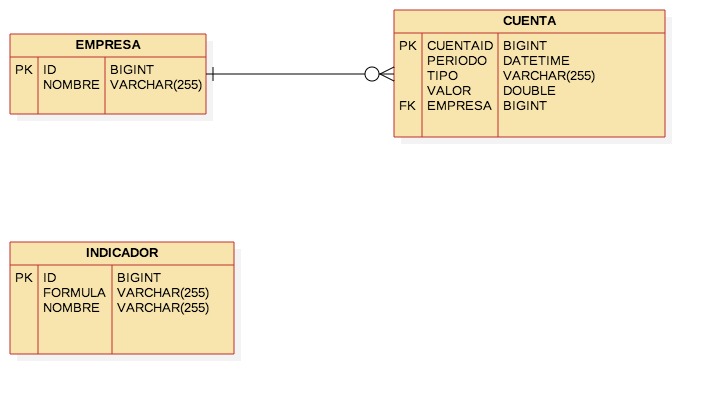 EMPRESA
PK ID BIGINT
NOMBRE VARCHAR(255)
CUENTA
PK CUENTAID BIGINT
PERIODO DATETIME
TIPO VARCHAR(255)
VALOR DOUBLE
FK EMPRESA BIGINT
INDICADOR
PK ID BIGINT
FORMULA VARCHAR(255)
NOMBRE VARCHAR(255)